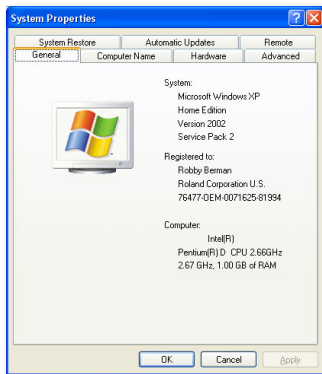 System Properties
System Restore
Automatic Updates
Remote
General
Computer Name
Hardware
Advanced
System:
Microsoft Windows XP
Home Edition
Version 2002
Service Pack 2
Registered to:
Robby Berman
Roland Corporation U.S.
76477-OEM-0071625-81994
Computer:
Intel(R)
Pentium(R) D CPU 2.66GHz
2.67 GHz, 1.00 GB of RAM
OK
Cancel
Apply